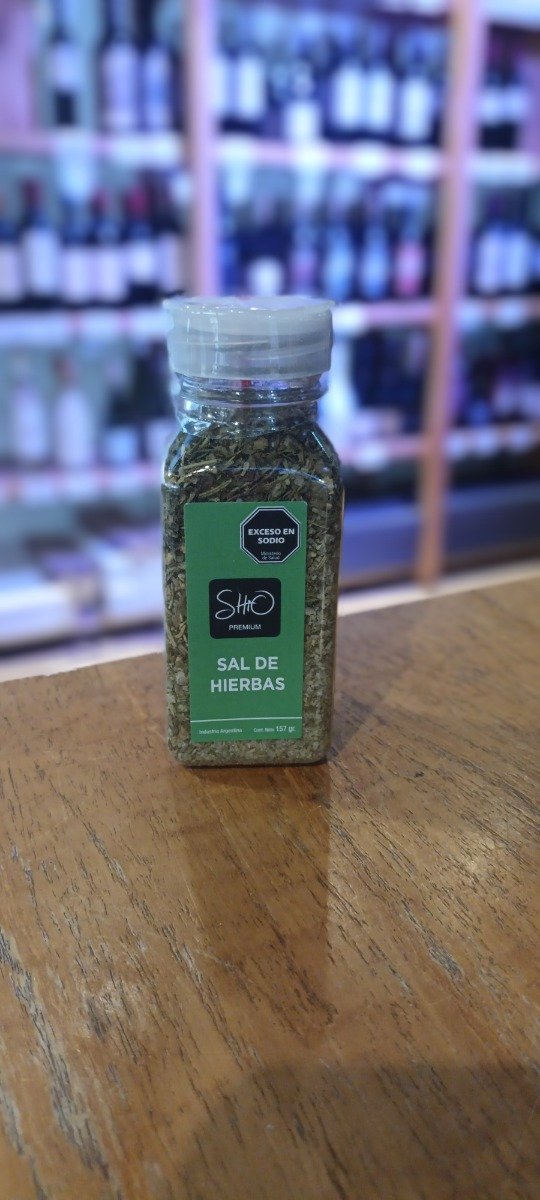 EXCESO EN
SODIO
Ministerio
de Salud
SHIO
PREMIUM
SAL DE
HIERBAS
Industria Argentina Cont. Neto 157 gr.